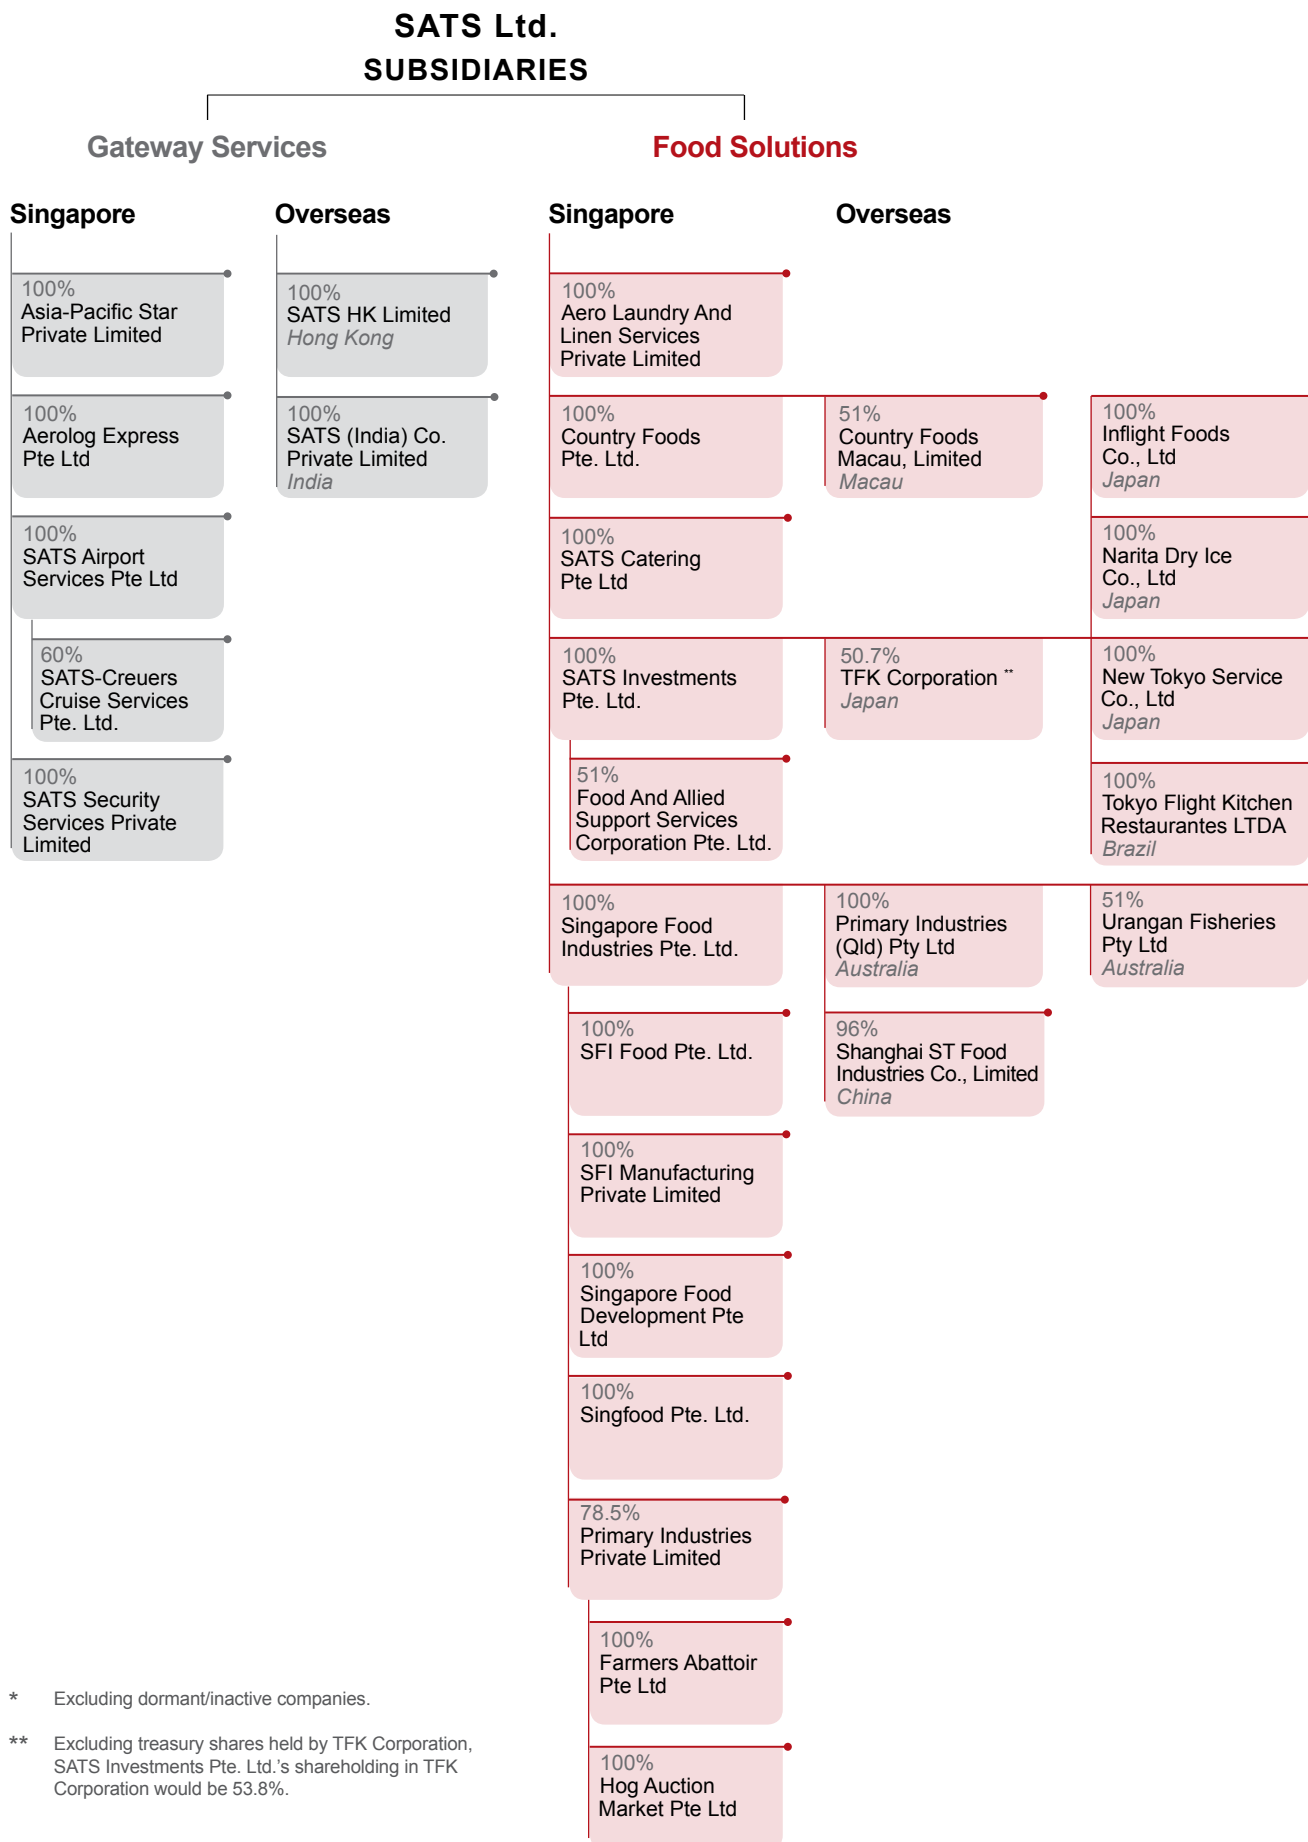 SATS Ltd.
SUBSIDIARIES
Gateway Services
Food Solutions
Singapore
Overseas
Singapore
Overseas
100%
Asia-Pacific Star
Private Limited
100%
Aerolog Express
Pte Ltd
100%
SATS Airport
Services Pte Ltd
60%
SATS-Creuers
Cruise Services
Pte. Ltd.
100%
SATS Security
Services Private
Limited
100%
SATS HK Limited
Hong Kong
100%
SATS (India) Co.
Private Limited
India
100%
Aero Laundry And
Linen Services
Private Limited
100%
Country Foods
Pte. Ltd.
51%
Country Foods
Macau, Limited
Macau
100%
SATS Catering
Pte Ltd
100%
SATS Investments
Pte. Ltd.
50.7%
TFK Corporation **
Japan
100%
Inflight Foods
Co., Ltd
Japan
100%
Narita Dry Ice
Co., Ltd
Japan
100%
New Tokyo Service
Co., Ltd
Japan
100%
Tokyo Flight Kitchen
Restaurantes LTDA
Brazil
51%
Food And Allied
Support Services
Corporation Pte. Ltd.
100%
Singapore Food
Industries Pte. Ltd.
100%
Primary Industries
(Qld) Pty Ltd
Australia
51%
Urangan Fisheries
Pty Ltd
Australia
96%
Shanghai ST Food
Industries Co., Limited
China
100%
SFI Food Pte. Ltd.
100%
SFI Manufacturing
Private Limited
100%
Singapore Food
Development Pte
Ltd
100%
Singfood Pte. Ltd.
78.5%
Primary Industries
Private Limited
100%
Farmers Abattoir
Pte Ltd
100%
Hog Auction
Market Pte Ltd
* Excluding dormant/inactive companies.
** Excluding treasury shares held by TFK Corporation,
SATS Investments Pte. Ltd.'s shareholding in TFK
Corporation would be 53.8%.